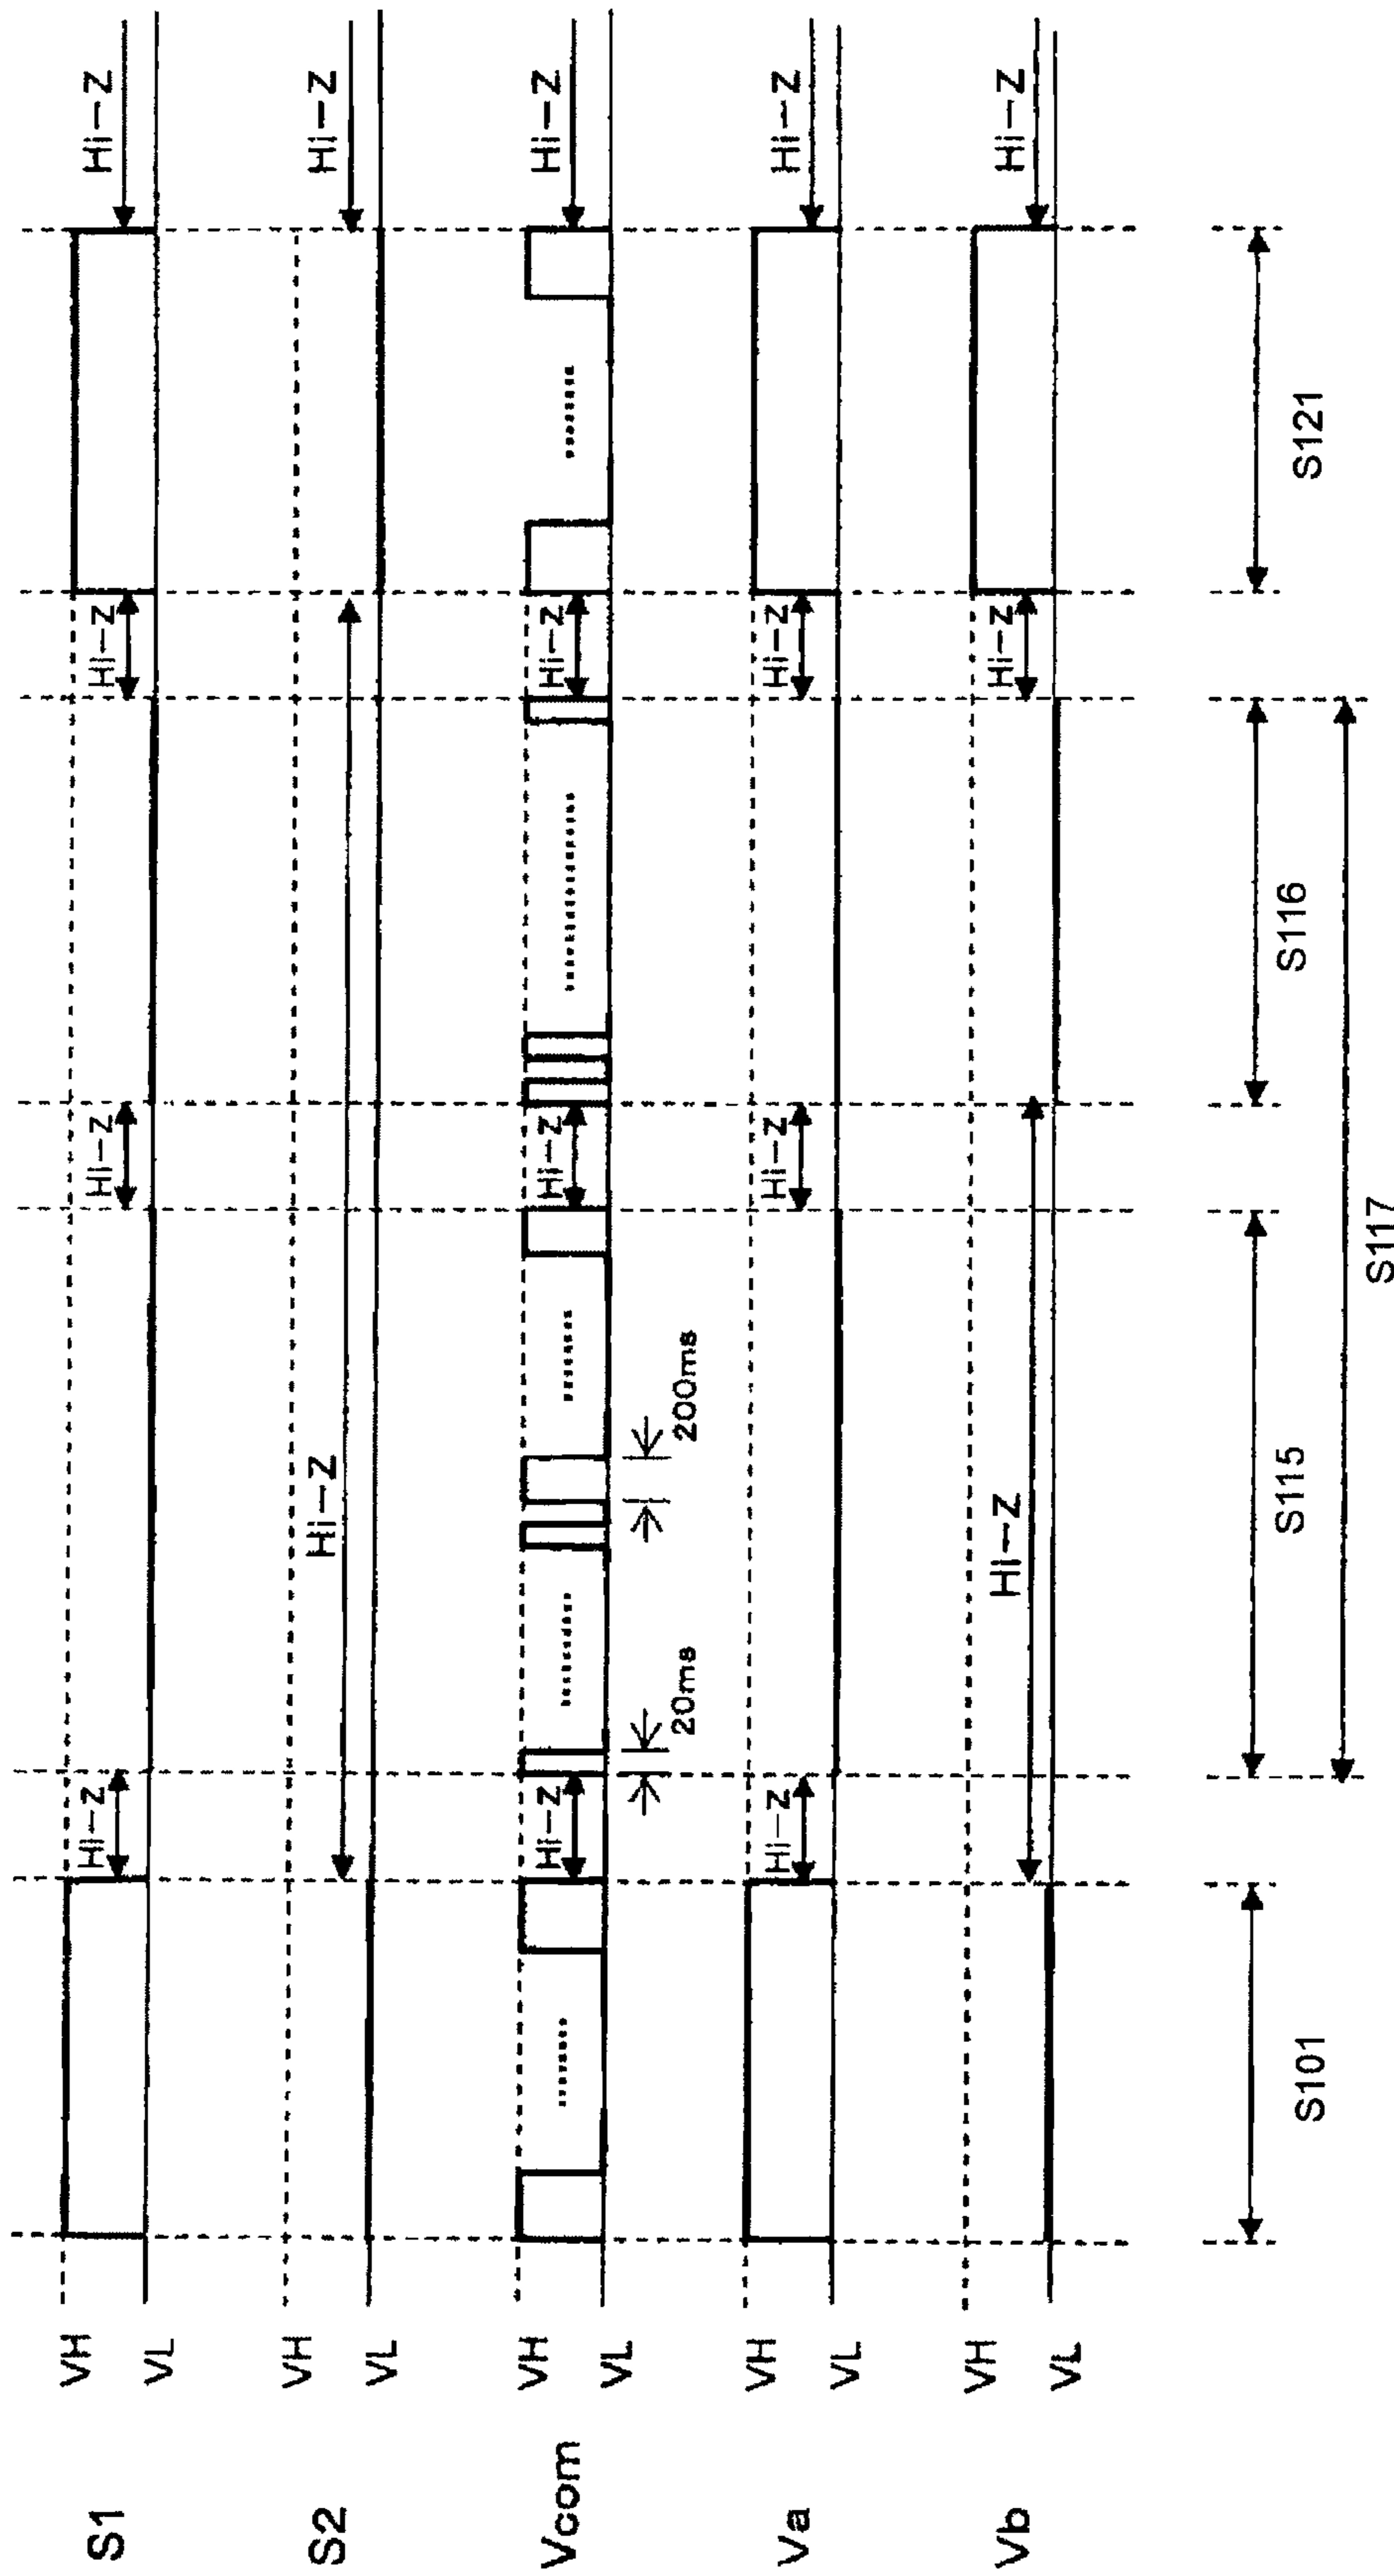 S1
VH
VL
Hi-Z
Hi-Z
Hi-Z
Hi-Z
S2
VH
VL
Hi-Z
Hi-Z
Vcom
VH
VL
Hi-Z
Hi-Z
Hi-Z
Hi-Z
20ms
200ms
Va
VH
VL
Hi-Z
Hi-Z
Hi-Z
Hi-Z
Vb
VH
VL
Hi-Z
Hi-Z
Hi-Z
S101
S115
S116
S121
S117